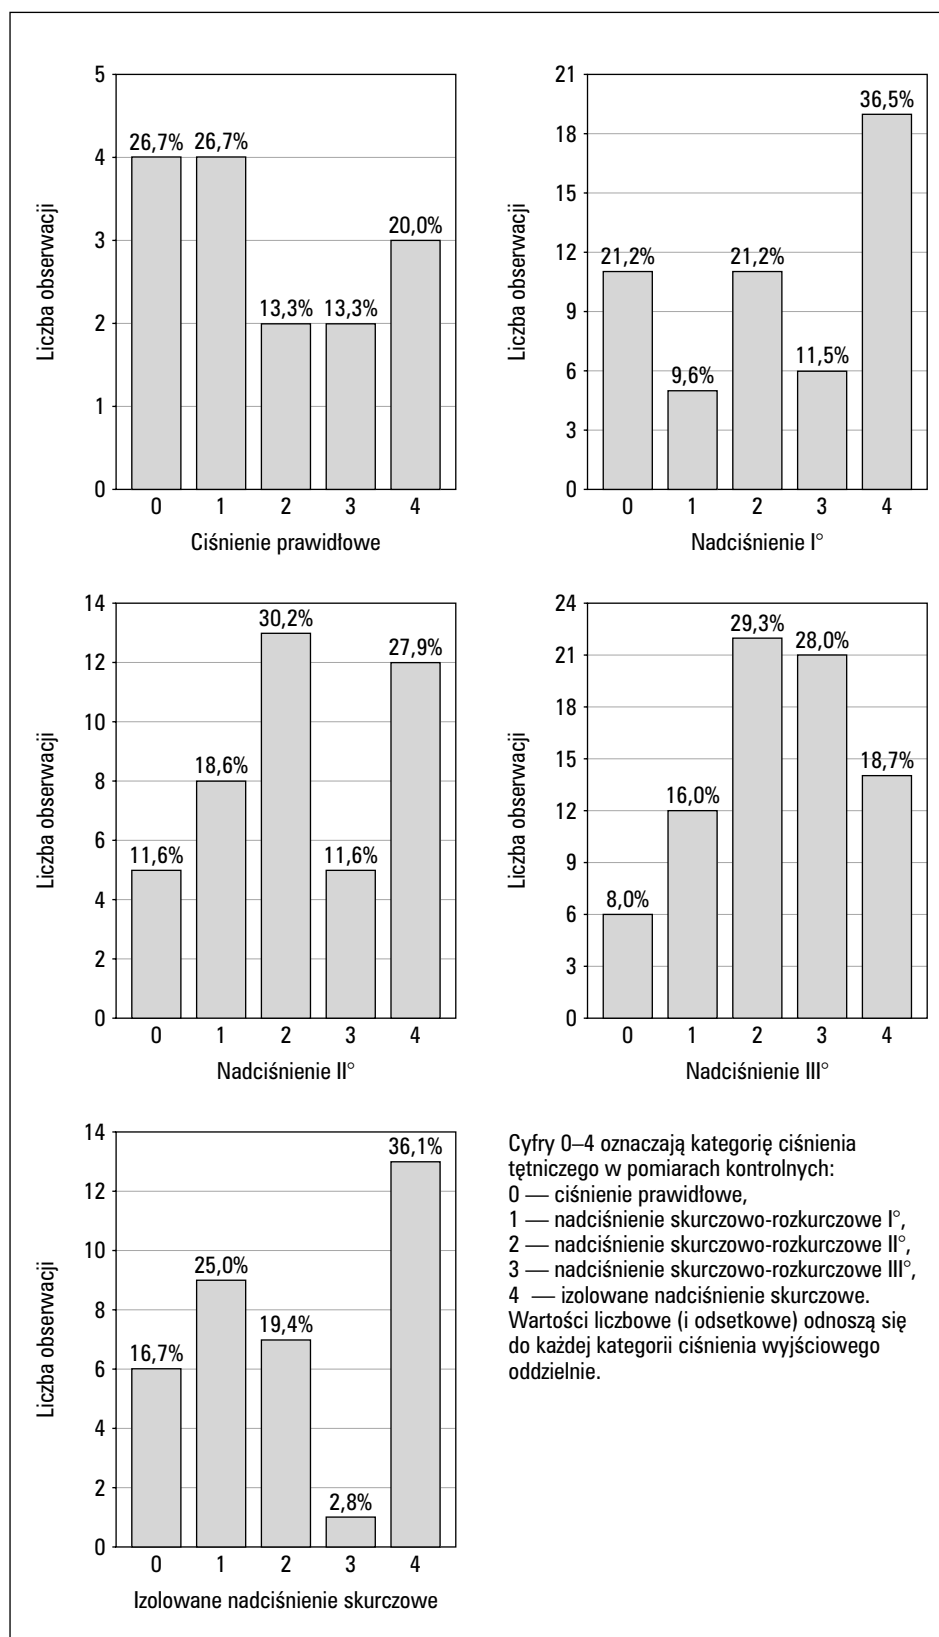 5
4
3
2
1
0
Liczba obserwacji
26,7%
26,7%
13,3%
13,3%
20,0%
0 1 2 3 4
Ciśnienie prawidłowe
21
18
15
12
9
6
3
0
Liczba obserwacji
21,2%
9,6%
21,2%
11,5%
36,5%
0 1 2 3 4
Nadciśnienie I°
14
12
10
8
6
4
2
0
Liczba obserwacji
11,6%
18,6%
30,2%
11,6%
27,9%
0 1 2 3 4
Nadciśnienie II°
24
21
18
15
12
9
6
3
0
Liczba obserwacji
8,0%
16,0%
29,3%
28,0%
18,7%
0 1 2 3 4
Nadciśnienie III°
14
12
10
8
6
4
2
0
Liczba obserwacji
16,7%
25,0%
19,4%
2,8%
36,1%
0 1 2 3 4
Izolowane nadciśnienie skurczowe
Cyfry 0–4 oznaczają kategorię ciśnienia
tętniczego w pomiarach kontrolnych:
0 — ciśnienie prawidłowe,
1 — nadciśnienie skurczowo-rozkurczowe I°,
2 — nadciśnienie skurczowo-rozkurczowe II°,
3 — nadciśnienie skurczowo-rozkurczowe III°,
4 — izolowane nadciśnienie skurczowe.
Wartości liczbowe (i odsetkowe) odnoszą się
do każdej kategorii ciśnienia wyjściowego
oddzielnie.